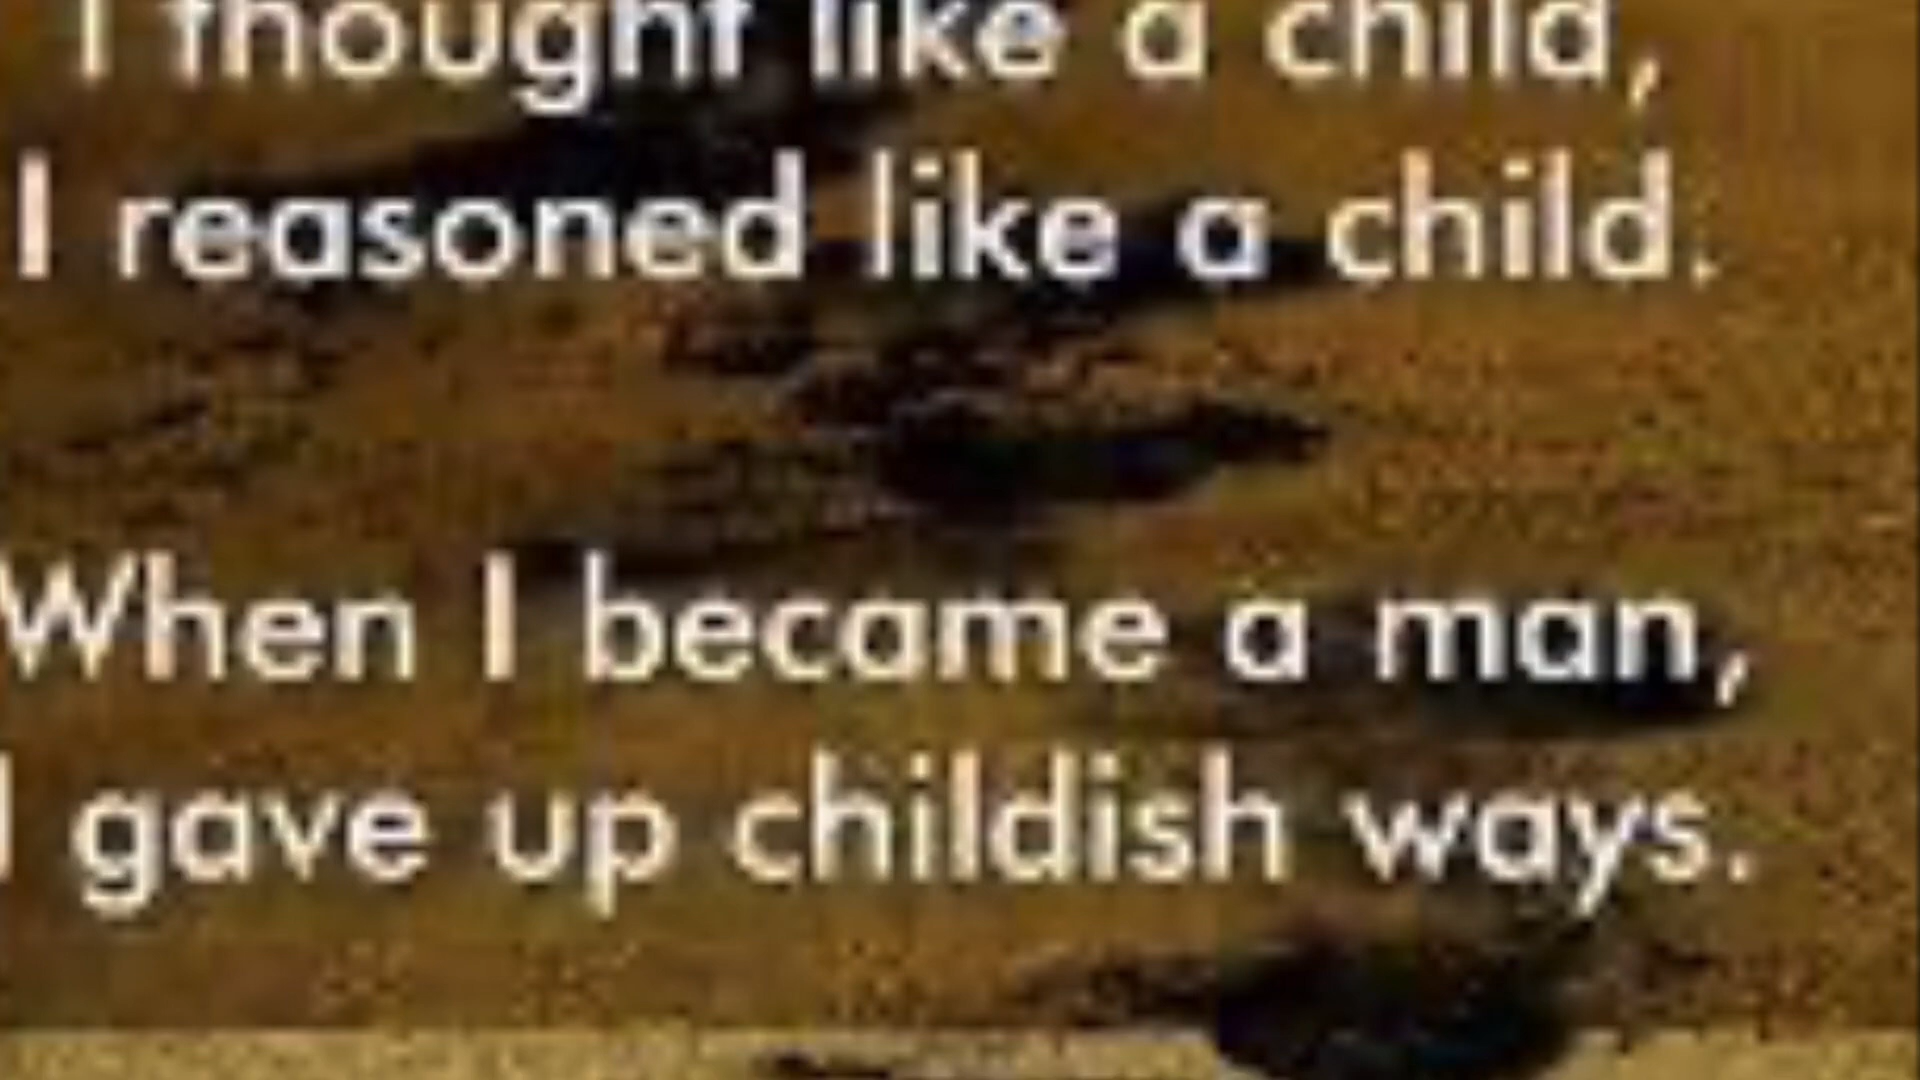 I thought like a child,
I reasoned like a child.
When I became a man,
I gave up childish ways.